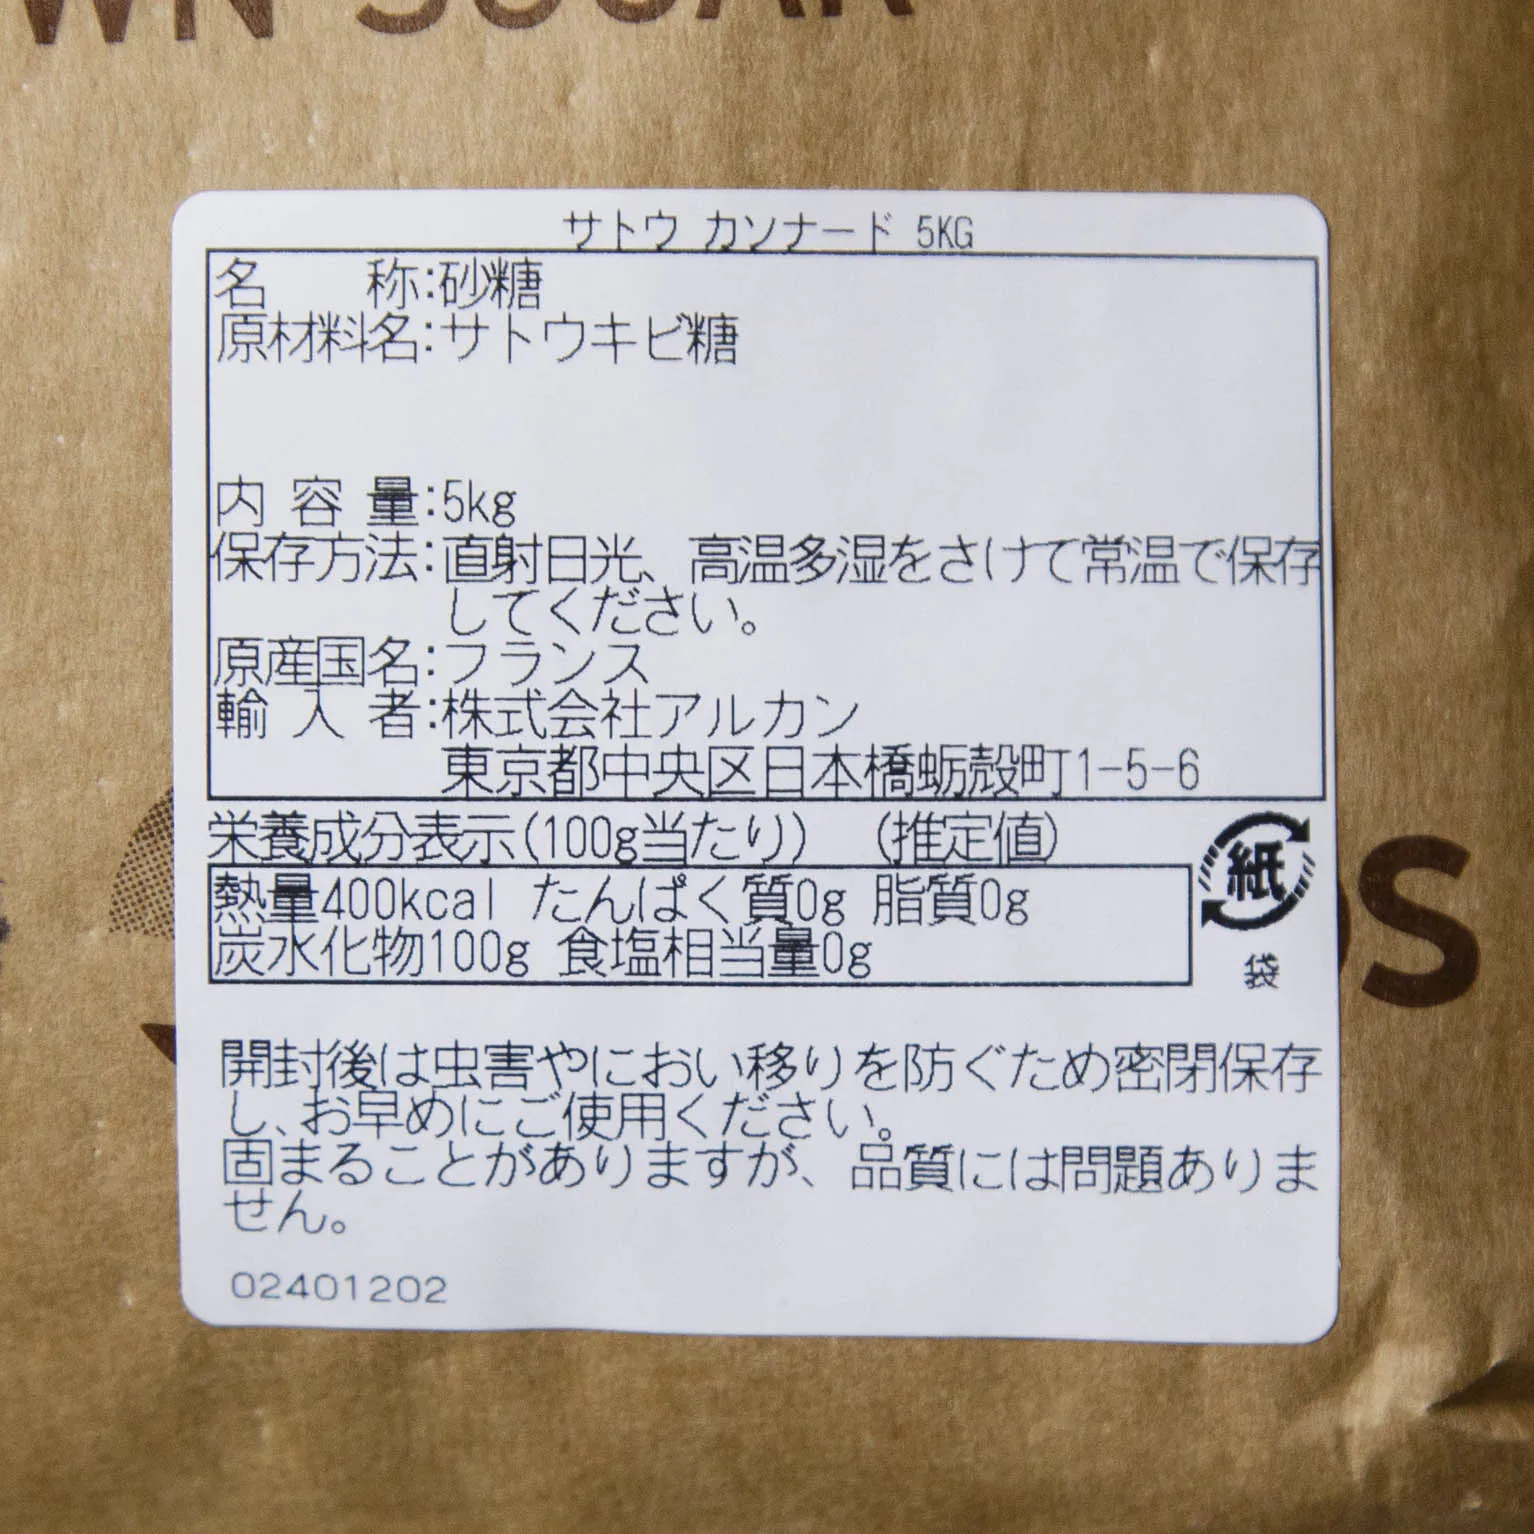 サトウ カソナード 5KG
名 称:砂糖
原材料名:サトウキビ糖
内 容 量:5kg
保存方法:直射日光、高温多湿をさけて常温で保存
してください。
原産国名:フランス
輸 入 者:株式会社アルカン
東京都中央区日本橋蛎殻町1-5-6
栄養成分表示(100g当たり) (推定値)
熱量400kcal たんぱく質0g 脂質0g
炭水化物100g 食塩相当量0g
紙
袋
開封後は虫害やにおい移りを防ぐため密閉保存
し、お早めにご使用ください。
固まることがありますが、品質には問題ありま
せん。
02401202